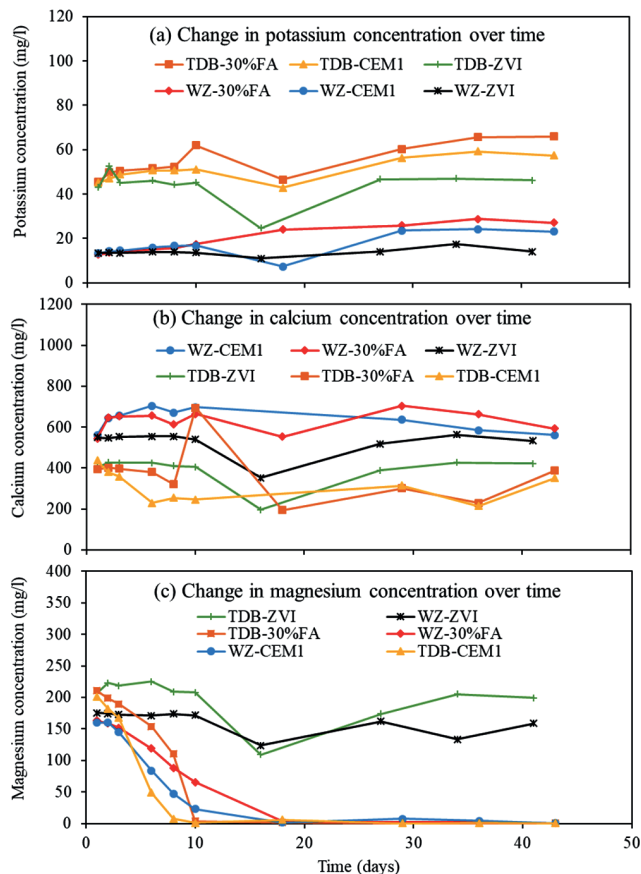 (a) Change in potassium concentration over time
TDB-30%FA TDB-CEM1 TDB-ZVI
WZ-30%FA WZ-CEM1 WZ-ZVI
Potassium concentration (mg/l)
120
100
80
60
40
20
0
(b) Change in calcium concentration over time
WZ-CEM1 WZ-30%FA WZ-ZVI
TDB-ZVI TDB-30%FA TDB-CEM1
Calcium concentration (mg/l)
1200
1000
800
600
400
200
0
(c) Change in magnesium concentration over time
TDB-ZVI WZ-ZVI
TDB-30%FA WZ-30%FA
WZ-CEM1 TDB-CEM1
Magnesium concentration (mg/l)
400
350
300
250
200
150
100
50
0
0 10 20 30 40 50
Time (days)